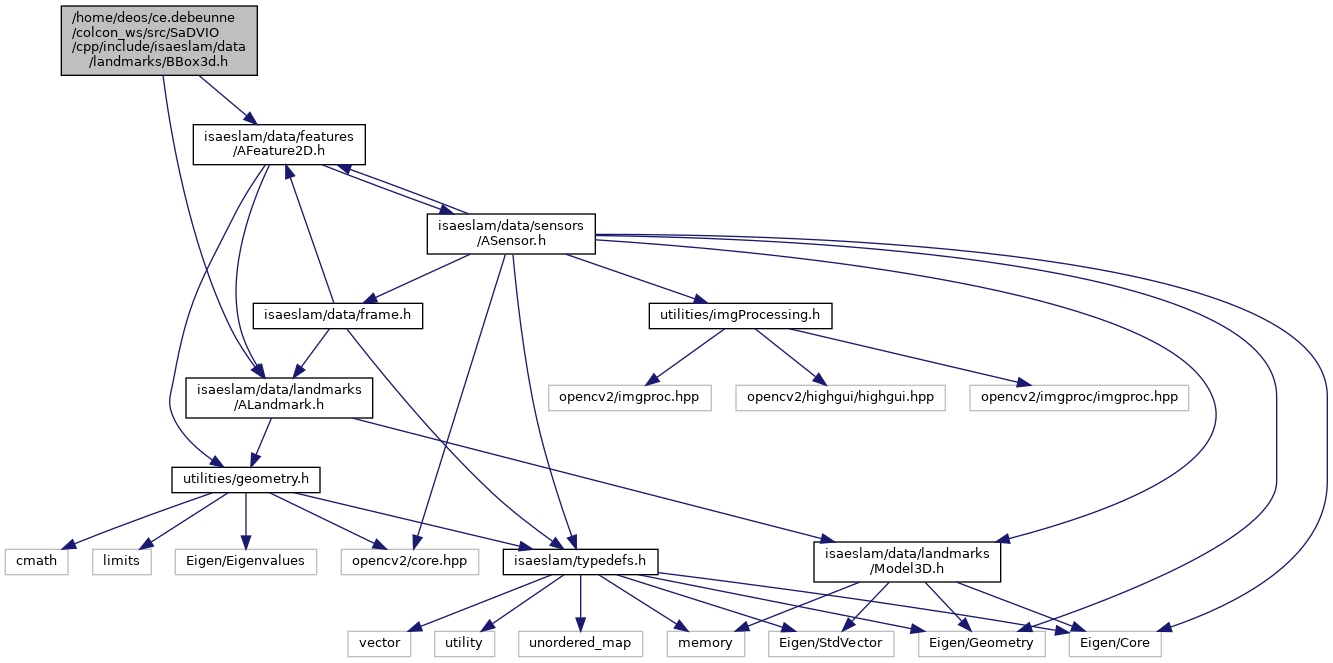 /home/deos/ce.debeunne
/colcon_ws/src/SaDVIO
/cpp/include/isaeslam/data
/landmarks/BBox3d.h
isaeslam/data/features
/AFeature2D.h
isaeslam/data/sensors
/ASensor.h
isaeslam/data/frame.h
utilities/imgProcessing.h
isaeslam/data/landmarks
/ALandmark.h
opencv2/imgproc.hpp
opencv2/highgui/highgui.hpp
opencv2/imgproc/imgproc.hpp
utilities/geometry.h
cmath
limits
Eigen/Eigenvalues
opencv2/core.hpp
isaeslam/typedefs.h
isaeslam/data/landmarks
/Model3D.h
vector
utility
unordered_map
memory
Eigen/StdVector
Eigen/Geometry
Eigen/Core